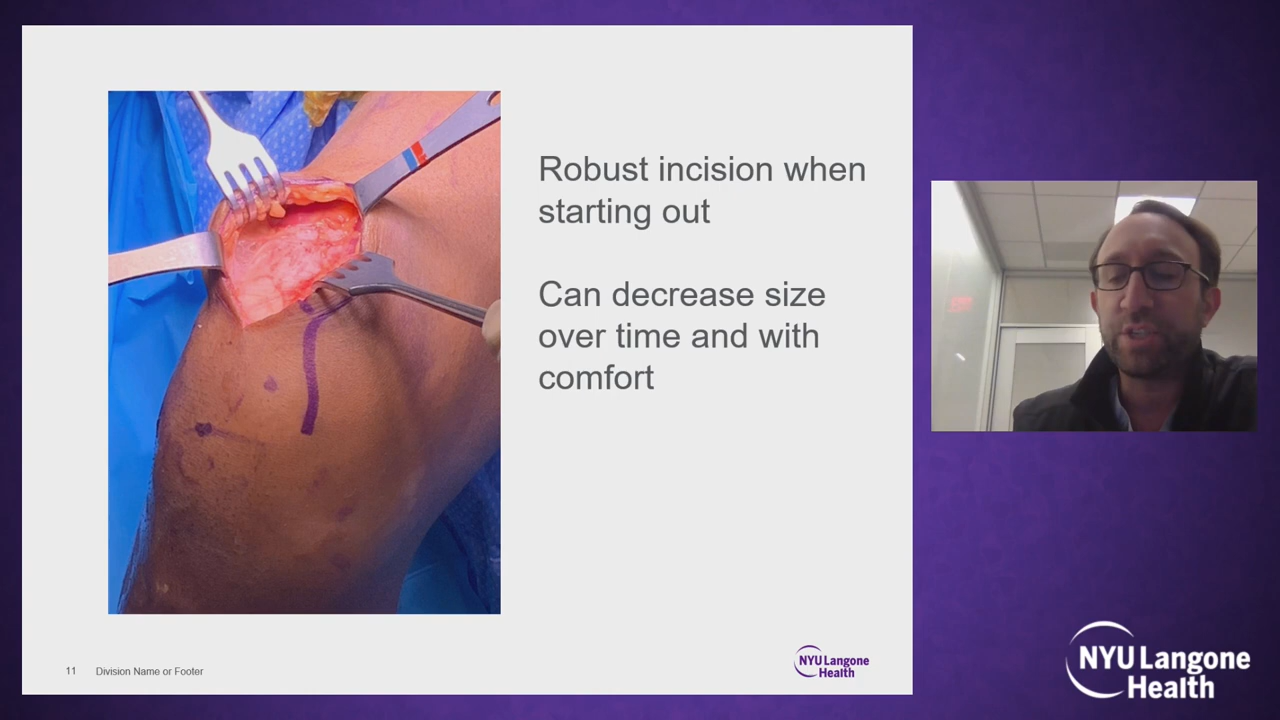 Robust incision when
starting out
Can decrease size
over time and with
comfort
11 Division Name or Footer
NYU Langone
Health
NYU Langone
Health